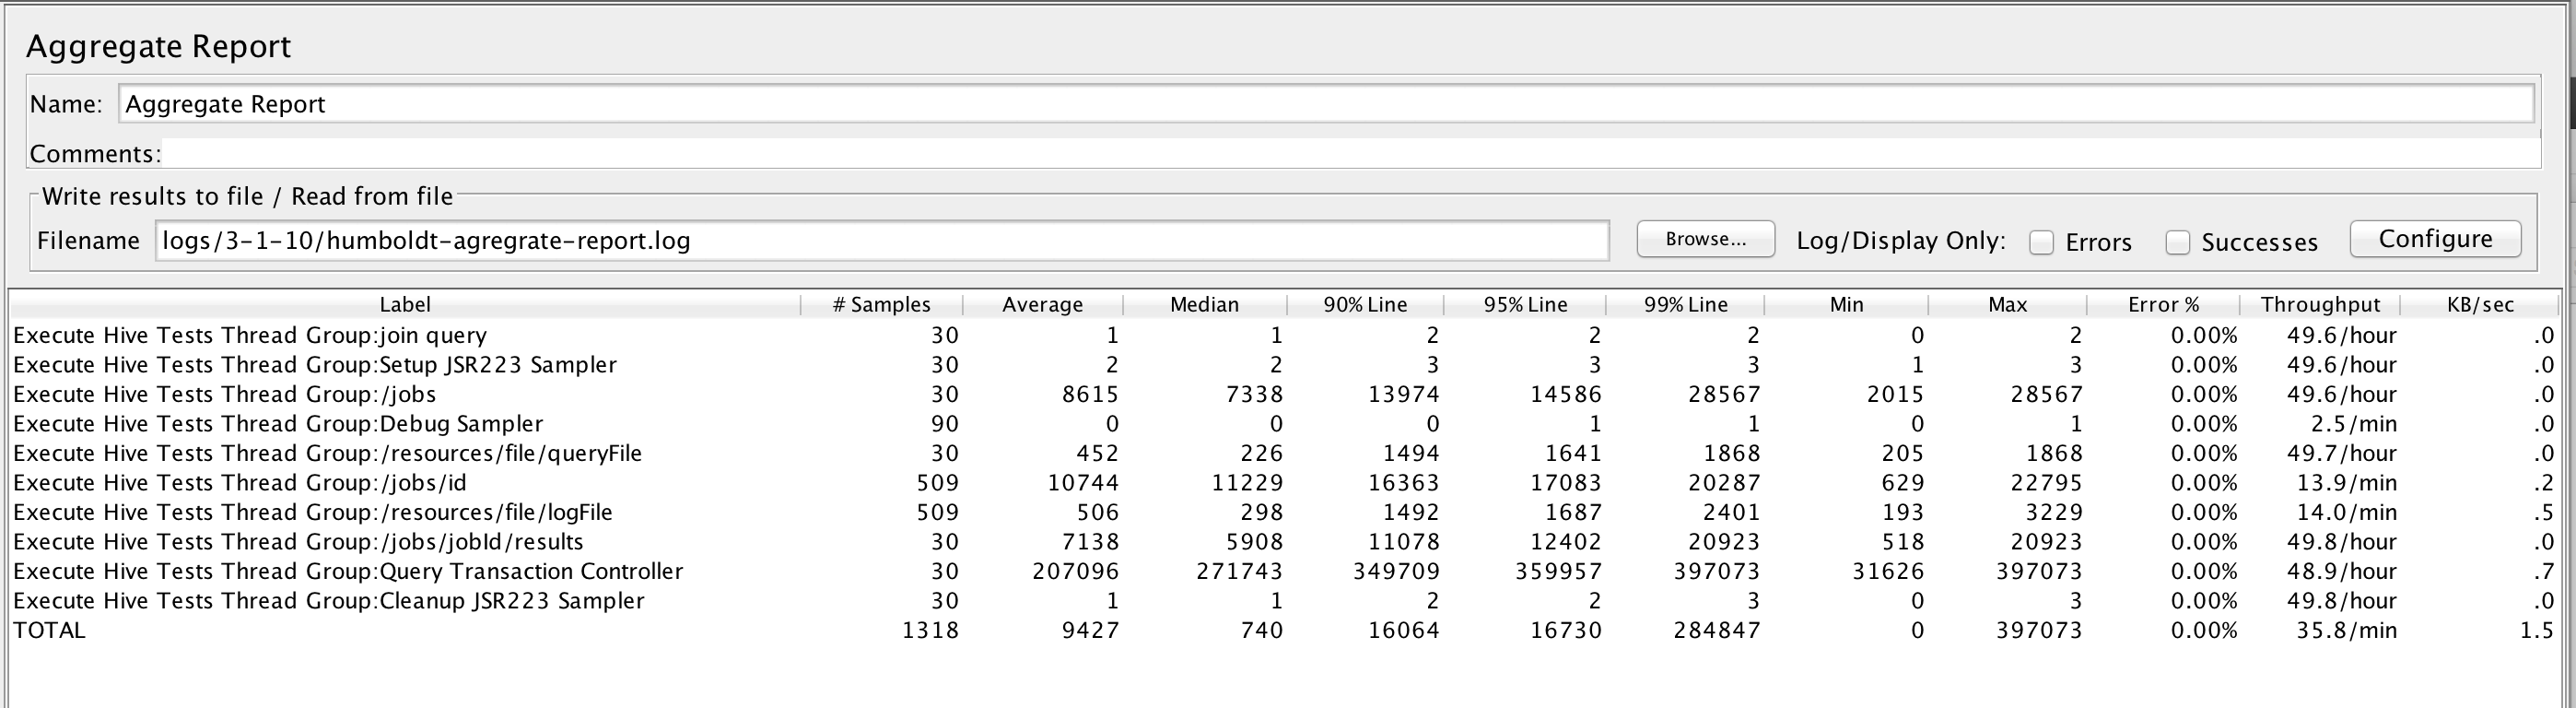 Aggregate Report
Name: Aggregate Report
Comments:
Write results to file / Read from file
Filename logs/3-1-10/humboldt-agregrate-report.log Browse... Log/Display Only: Errors Successes Configure
Label # Samples Average Median 90% Line 95% Line 99% Line Min Max Error % Throughput KB/sec
Execute Hive Tests Thread Group:join query 30 1 1 2 2 2 0 2 0.00% 49.6/hour .0
Execute Hive Tests Thread Group:Setup JSR223 Sampler 30 2 2 3 3 3 1 3 0.00% 49.6/hour .0
Execute Hive Tests Thread Group:/jobs 30 8615 7338 13974 14586 28567 2015 28567 0.00% 49.6/hour .0
Execute Hive Tests Thread Group:Debug Sampler 90 0 0 0 1 1 0 1 0.00% 2.5/min .0
Execute Hive Tests Thread Group:/resources/file/queryFile 30 452 226 1494 1641 1868 205 1868 0.00% 49.7/hour .0
Execute Hive Tests Thread Group:/jobs/id 509 10744 11229 16363 17083 20287 629 22795 0.00% 13.9/min .2
Execute Hive Tests Thread Group:/resources/file/logFile 509 506 298 1492 1687 2401 193 3229 0.00% 14.0/min .5
Execute Hive Tests Thread Group:/jobs/jobId/results 30 7138 5908 11078 12402 20923 518 20923 0.00% 49.8/hour .0
Execute Hive Tests Thread Group:Query Transaction Controller 30 207096 271743 349709 359957 397073 31626 397073 0.00% 48.9/hour .7
Execute Hive Tests Thread Group:Cleanup JSR223 Sampler 30 1 1 2 2 3 0 3 0.00% 49.8/hour .0
TOTAL 1318 9427 740 16064 16730 284847 0 397073 0.00% 35.8/min 1.5